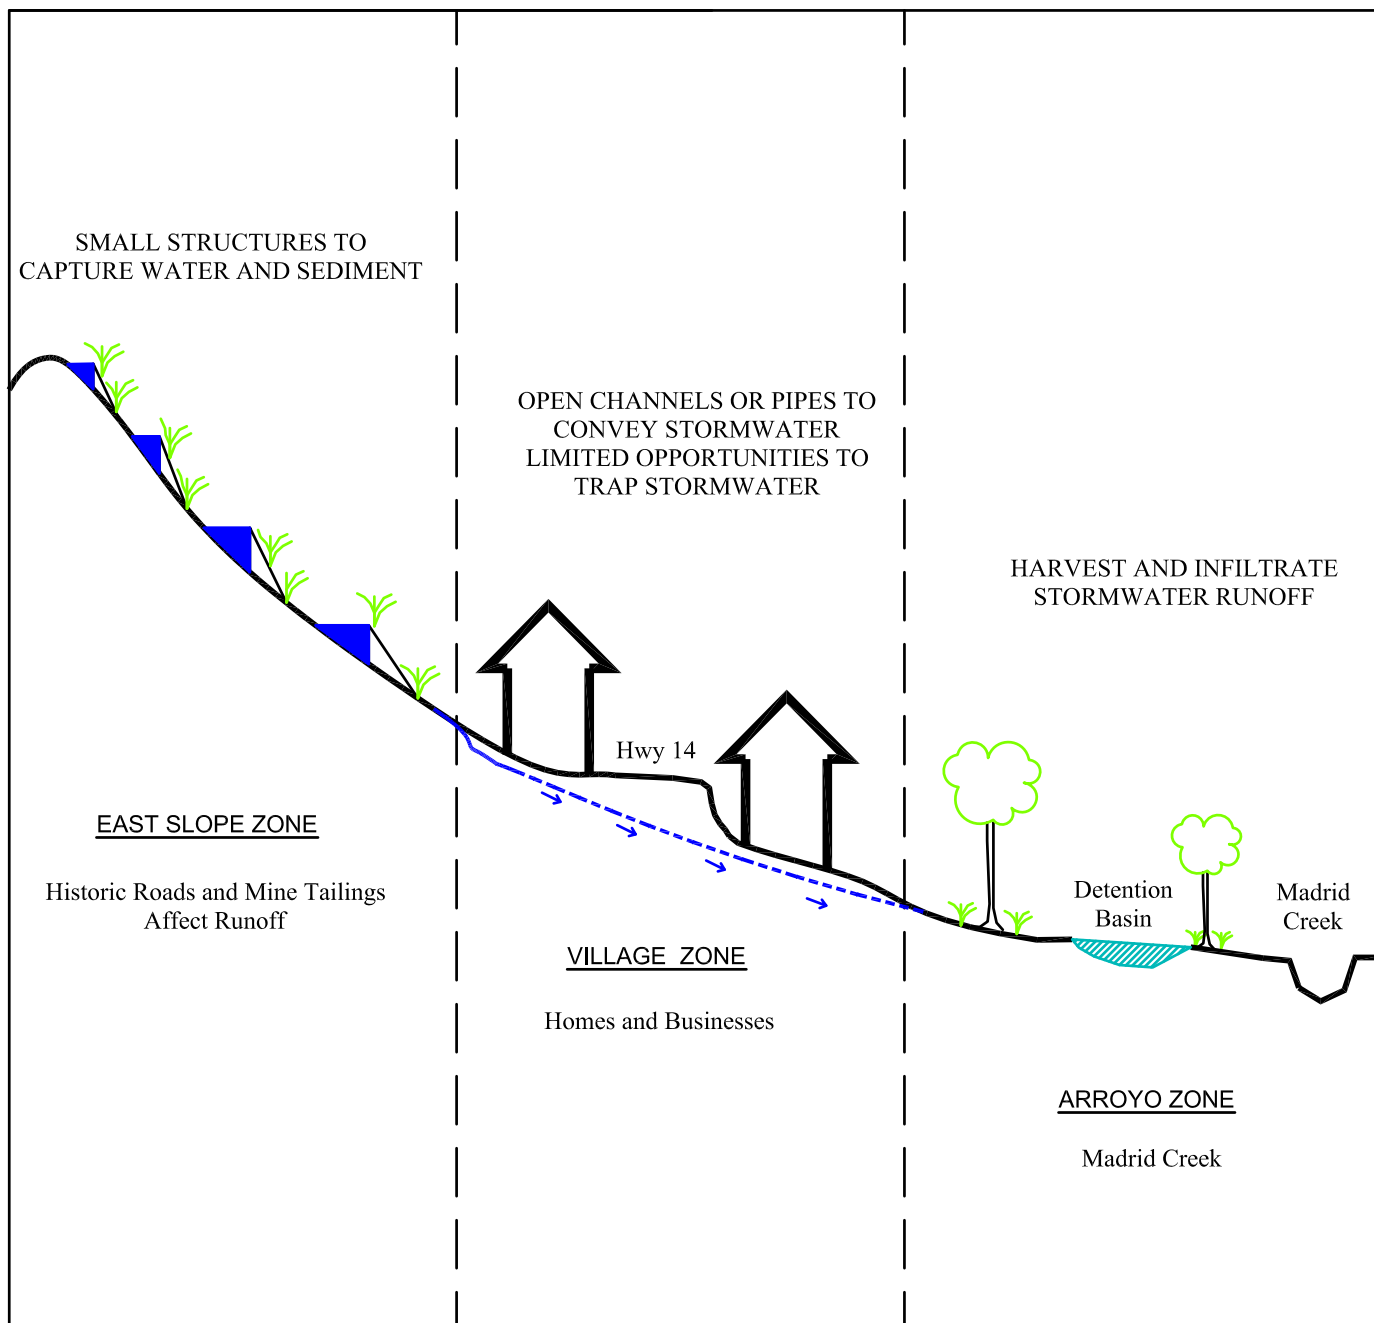 SMALL STRUCTURES TO
CAPTURE WATER AND SEDIMENT
EAST SLOPE ZONE
Historic Roads and Mine Tailings
Affect Runoff
OPEN CHANNELS OR PIPES TO
CONVEY STORMWATER
LIMITED OPPORTUNITIES TO
TRAP STORMWATER
Hwy 14
VILLAGE ZONE
Homes and Businesses
HARVEST AND INFILTRATE
STORMWATER RUNOFF
Detention
Basin
Madrid
Creek
ARROYO ZONE
Madrid Creek